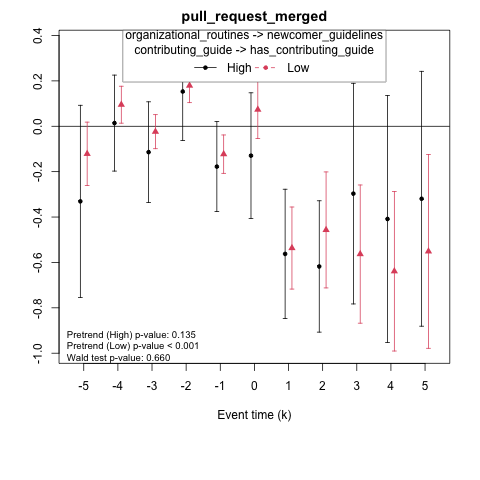 pull_request_merged
organizational_routines -> newcomer_guidelines
contributing_guide -> has_contributing_guide
High Low
0.4
0.2
0.0
-0.2
-0.4
-0.6
-0.8
-1.0
Pretrend (High) p-value: 0.135
Pretrend (Low) p-value < 0.001
Wald test p-value: 0.660
-5 -4 -3 -2 -1 0 1 2 3 4 5
Event time (k)